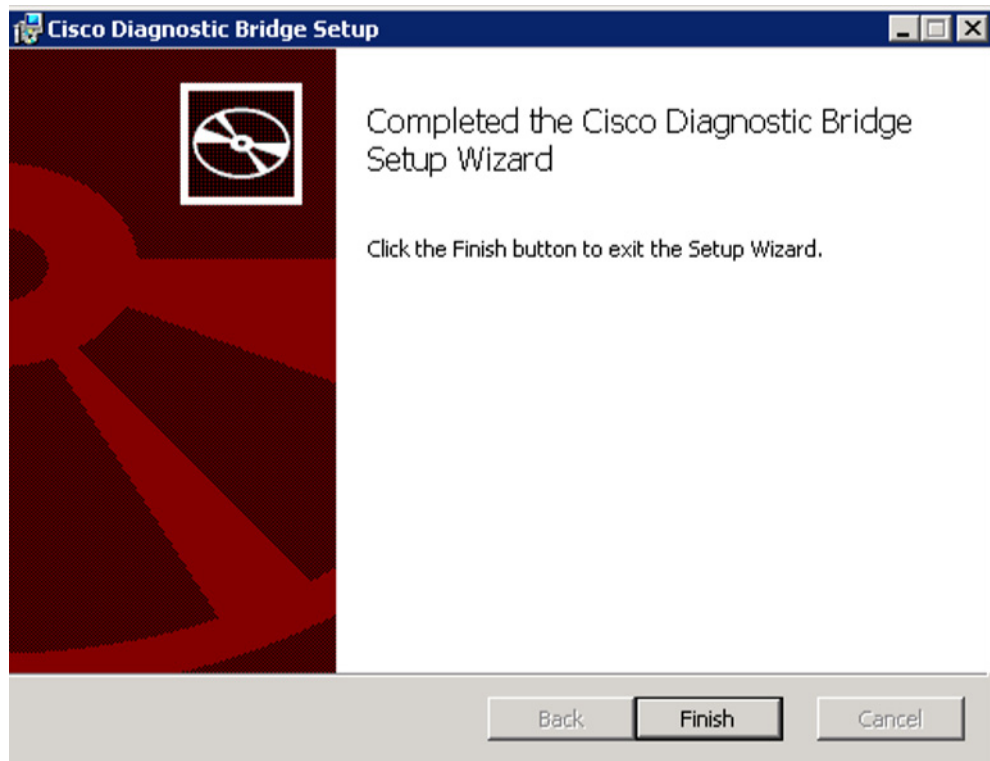 Cisco Diagnostic Bridge Setup
Completed the Cisco Diagnostic Bridge
Setup Wizard
Click the Finish button to exit the Setup Wizard.
Back
Finish
Cancel